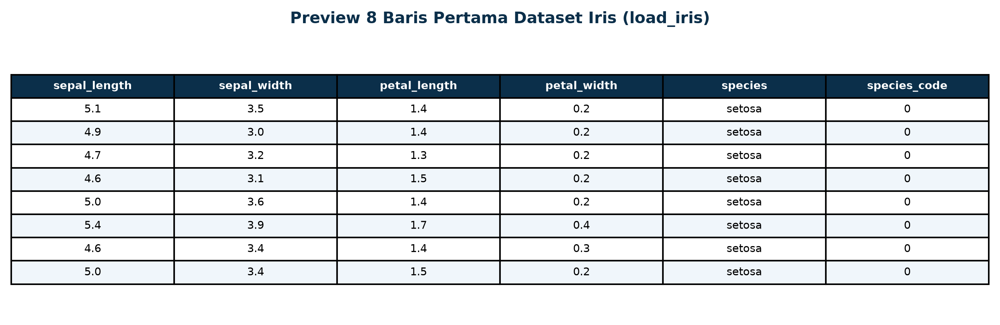 Preview 8 Baris Pertama Dataset Iris (load_iris)
sepal_length sepal_width petal_length petal_width species species_code
5.1 3.5 1.4 0.2 setosa 0
4.9 3.0 1.4 0.2 setosa 0
4.7 3.2 1.3 0.2 setosa 0
4.6 3.1 1.5 0.2 setosa 0
5.0 3.6 1.4 0.2 setosa 0
5.4 3.9 1.7 0.4 setosa 0
4.6 3.4 1.4 0.3 setosa 0
5.0 3.4 1.5 0.2 setosa 0